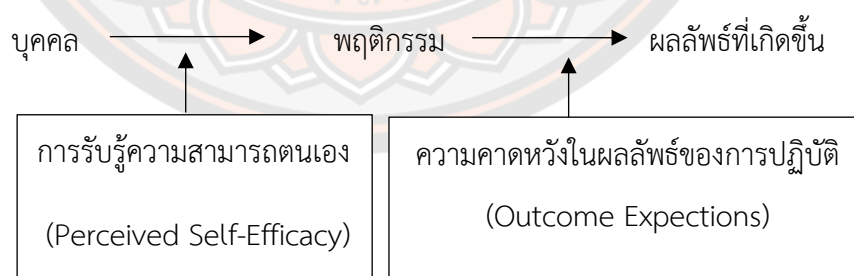 บุคคล พฤติกรรม ผลลัพธ์ที่เกิดขึ้น
การรับรู้ความสามารถตนเอง
(Perceived Self-Efficacy)
ความคาดหวังในผลลัพธ์ของการปฏิบัติ
(Outcome Expections)